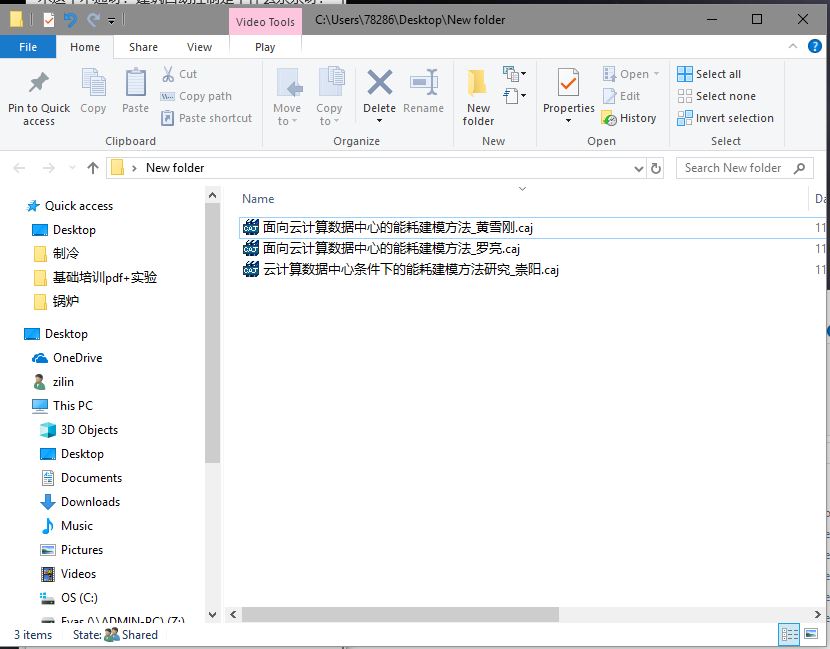 Video Tools
C:\Users\78286\Desktop\New folder
File
Home
Share
View
Play
Pin to Quick access
Copy
Paste
Cut
Copy path
Paste shortcut
Clipboard
Move to
Copy to
Delete
Rename
Organize
New folder
New
Properties
Open
Edit
History
Open
Select all
Select none
Invert selection
Select
New folder
Search New folder
Quick access
Desktop
制冷
基础培训pdf+实验
锅炉
Desktop
OneDrive
zilin
This PC
3D Objects
Desktop
Documents
Downloads
Music
Pictures
Videos
OS (C:)
Evas (\\ADMIN-PC) (Z:)
Name
Da
面向云计算数据中心的能耗建模方法_黄雪刚.caj
11
面向云计算数据中心的能耗建模方法_罗亮.caj
11
云计算数据中心条件下的能耗建模方法研究_崇阳.caj
11
3 items
State:
Shared